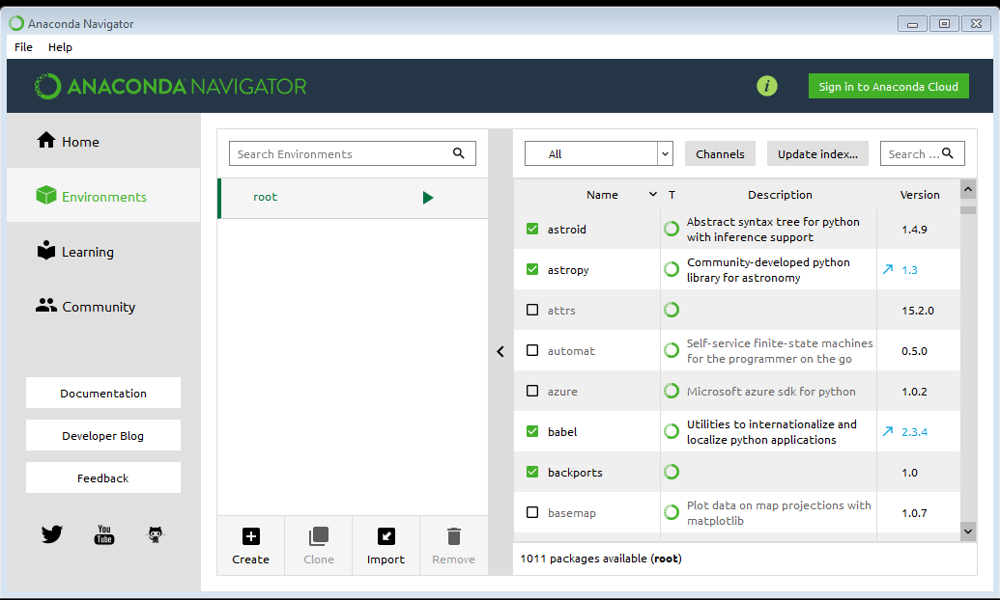 Anaconda Navigator
File Help
ANACONDA NAVIGATOR
i
Sign in to Anaconda Cloud
Home
Environments
Learning
Community
Documentation
Developer Blog
Feedback
You
Tube
Search Environments
root
Create
Clone
Import
Remove
All
Channels
Update index...
Search ...
Name T Description Version
astroid Abstract syntax tree for python 1.4.9
with inference support
astropy Community-developed python 1.3
library for astronomy
attrs 15.2.0
automat Self-service finite-state machines 0.5.0
for the programmer on the go
azure Microsoft azure sdk for python 1.0.2
babel Utilities to internationalize and 2.3.4
localize python applications
backports 1.0
basemap Plot data on map projections with 1.0.7
matplotlib
1011 packages available (root)